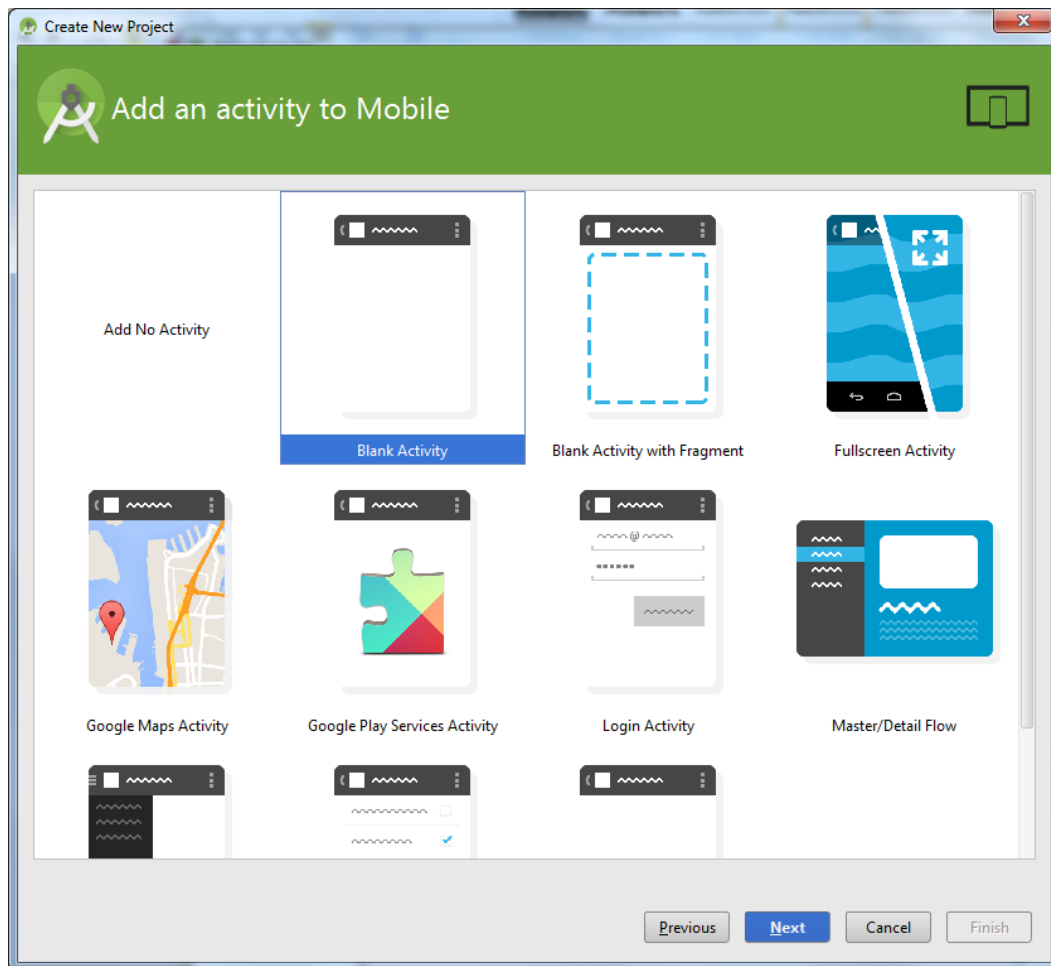 Create New Project
Add an activity to Mobile
Add No Activity
Blank Activity
Blank Activity with Fragment
Fullscreen Activity
Google Maps Activity
Google Play Services Activity
Login Activity
Master/Detail Flow
Previous
Next
Cancel
Finish